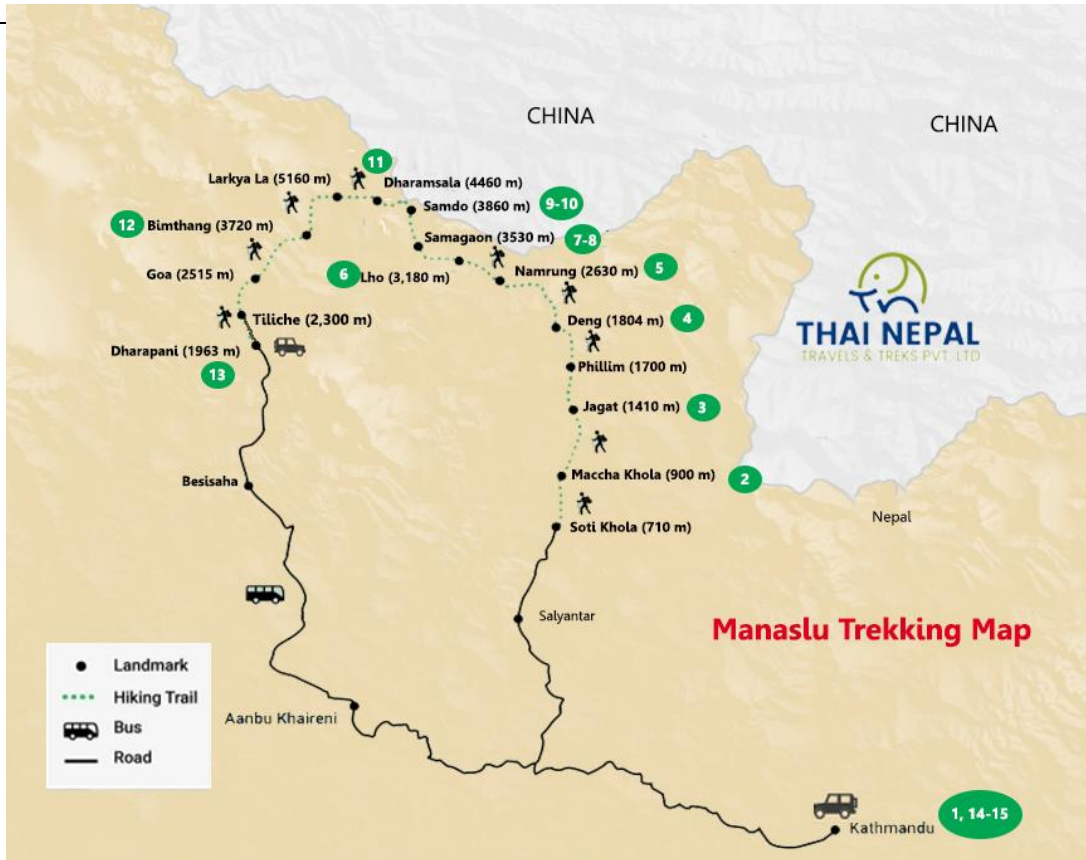 CHINA
CHINA
11
Larkya La (5160 m)
Dharamsala (4460 m)
Samdo (3860 m)
9-10
12
Bimthang (3720 m)
Samagaon (3530 m)
7-8
Goa (2515 m)
6
Lho (3,180 m)
Namrung (2630 m)
5
Tiliche (2,300 m)
Deng (1804 m)
4
THAI NEPAL
TRAVELS & TREKS PVT. LTD
Dharapani (1963 m)
13
Phillim (1700 m)
Jagat (1410 m)
3
Besisaha
Maccha Khola (900 m)
2
Nepal
Soti Khola (710 m)
Salyantar
Manaslu Trekking Map
Landmark
Hiking Trail
Bus
Road
Aanbu Khaireni
Kathmandu
1, 14-15